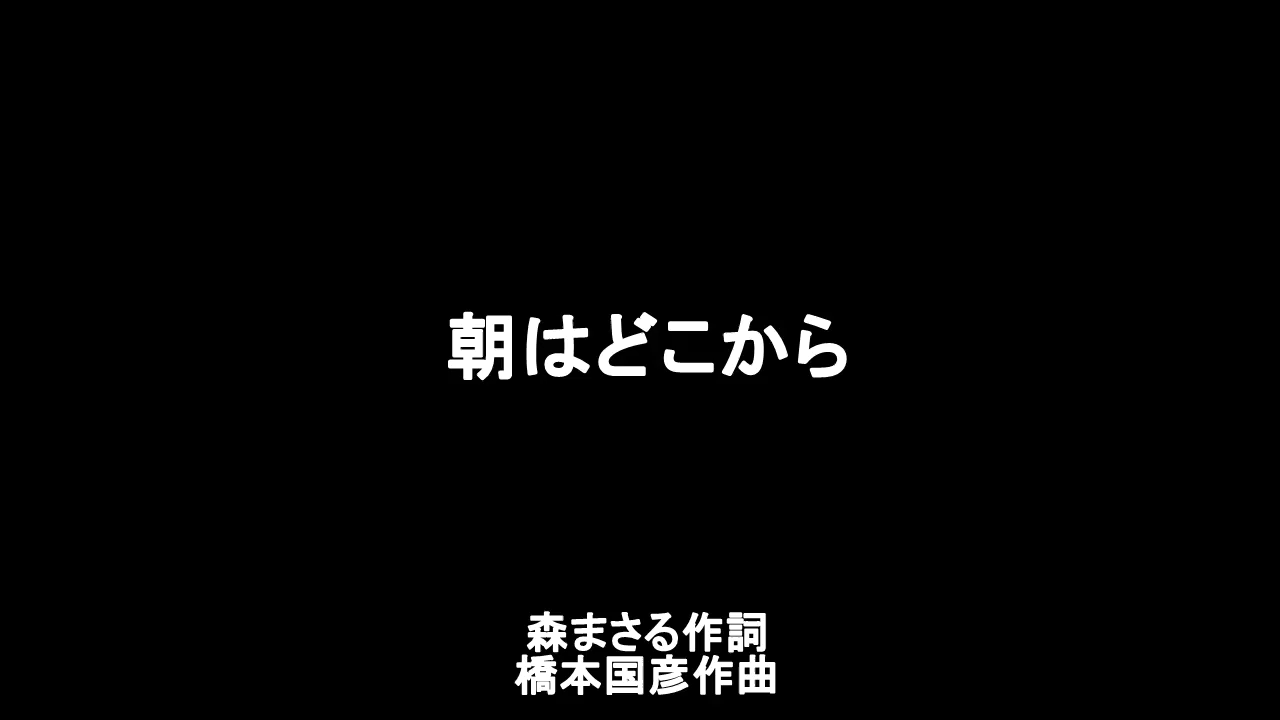 朝はどこから
森まさる作詞
橋本国彦作曲